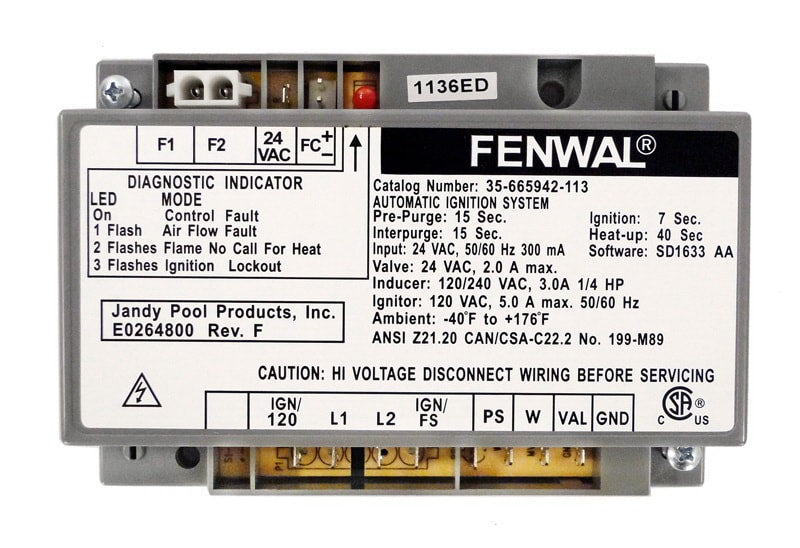 1136ED
F1 F2 24 VAC FC + −
FENWAL®
DIAGNOSTIC INDICATOR
LED MODE
On Control Fault
1 Flash Air Flow Fault
2 Flashes Flame No Call For Heat
3 Flashes Ignition Lockout
Jandy Pool Products, Inc.
E0264800 Rev. F
Catalog Number: 35-665942-113
AUTOMATIC IGNITION SYSTEM
Pre-Purge: 15 Sec. Ignition: 7 Sec.
Interpurge: 15 Sec. Heat-up: 40 Sec
Input: 24 VAC, 50/60 Hz 300 mA Software: SD1633 AA
Valve: 24 VAC, 2.0 A max.
Inducer: 120/240 VAC, 3.0A 1/4 HP
Ignitor: 120 VAC, 5.0 A max. 50/60 Hz
Ambient: -40°F to +176°F
ANSI Z21.20 CAN/CSA-C22.2 No. 199-M89
CAUTION: HI VOLTAGE DISCONNECT WIRING BEFORE SERVICING
IGN/ 120 L1 L2 IGN/ FS PS W VAL GND
C SA ® US
P1